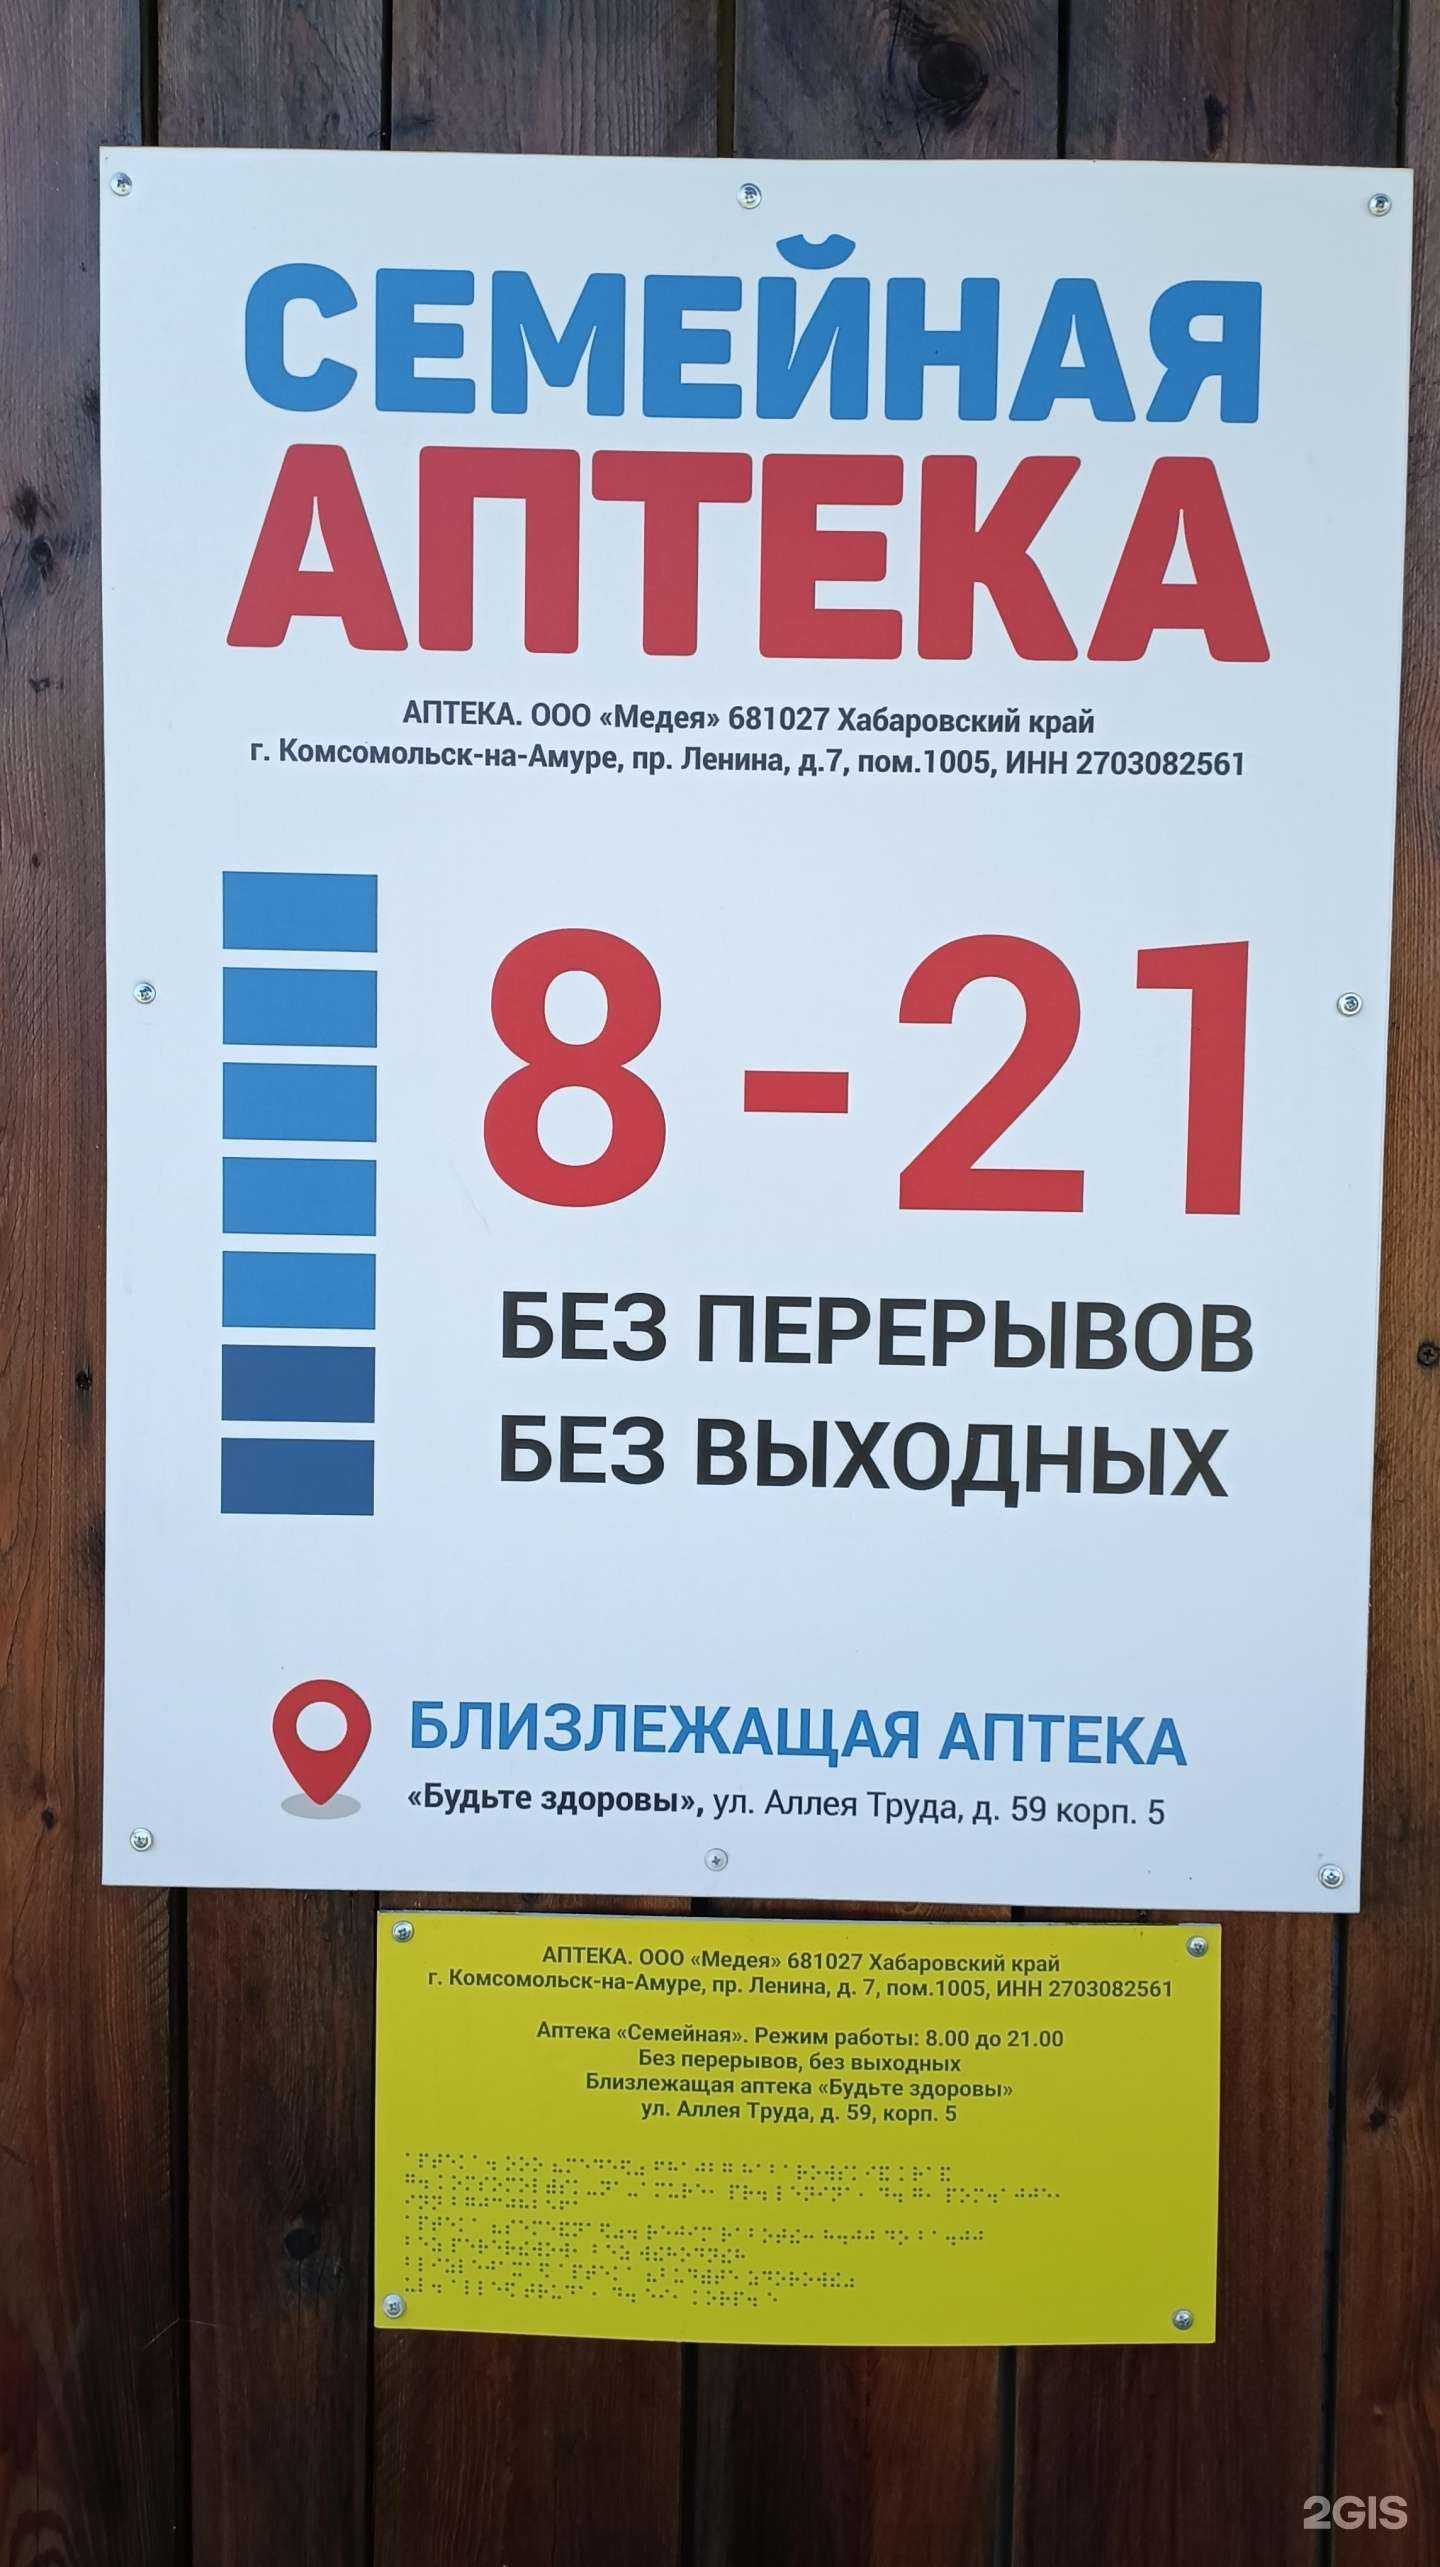 СЕМЕЙНАЯ
АПТЕКА
АПТЕКА. ООО «Медея» 681027 Хабаровский край
г. Комсомольск-на-Амуре, пр. Ленина, д.7, пом.1005, ИНН 2703082561
8-21
БЕЗ ПЕРЕРЫВОВ
БЕЗ ВЫХОДНЫХ
БЛИЗЛЕЖАЩАЯ АПТЕКА
«Будьте здоровы», ул. Аллея Труда, д. 59 корп. 5
АПТЕКА. ООО «Медея» 681027 Хабаровский край
г. Комсомольск-на-Амуре, пр. Ленина, д. 7, пом.1005, ИНН 2703082561
Аптека «Семейная». Режим работы: 8.00 до 21.00
Без перерывов, без выходных
Близлежащая аптека «Будьте здоровы»
ул. Аллея Труда, д. 59, корп. 5
2GIS